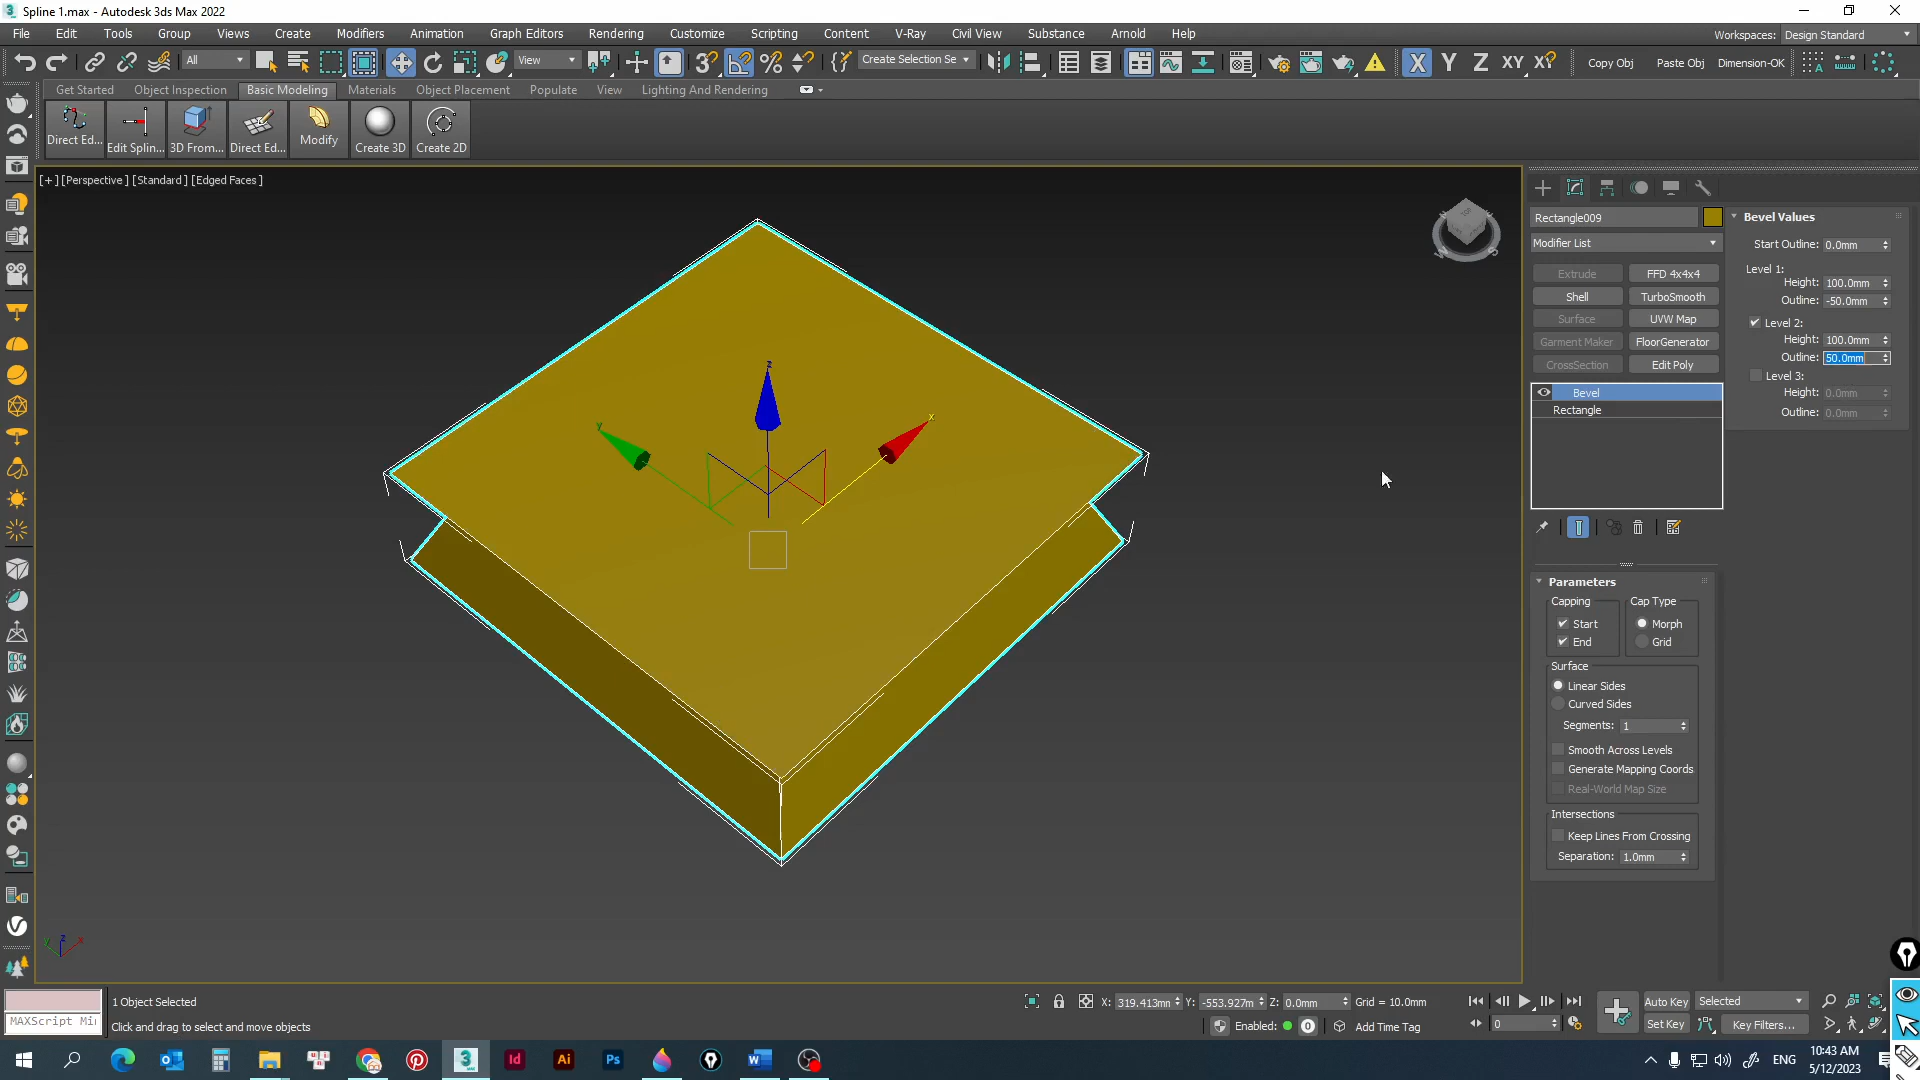 Spline 1.max - Autodesk 3ds Max 2022
File Edit Tools Group Views Create Modifiers Animation Graph Editors Rendering Customize Scripting Content V-Ray Civil View Substance Arnold Help
Workspaces: Design Standard
All View Create Selection Se X Y Z XY Copy Obj Paste Obj Dimension-OK
Get Started Object Inspection Basic Modeling Materials Object Placement Populate View Lighting And Rendering
Direct Ed... Edit Splin... 3D From... Direct Ed... Modify Create 3D Create 2D
[+] [Perspective] [Standard] [Edged Faces]
z
y
x
Rectangle009
Modifier List
Extrude FFD 4x4x4
Shell TurboSmooth
Surface UVW Map
Garment Maker FloorGenerator
CrossSection Edit Poly
Bevel
Rectangle
Bevel Values
Start Outline: 0.0mm
Level 1:
Height: 100.0mm
Outline: -50.0mm
Level 2:
Height: 100.0mm
Outline: 50.0mm
Level 3:
Height: 0.0mm
Outline: 0.0mm
Parameters
Capping Cap Type
Start Morph
End Grid
Surface
Linear Sides
Curved Sides
Segments: 1
Smooth Across Levels
Generate Mapping Coords
Real-World Map Size
Intersections
Keep Lines From Crossing
Separation: 1.0mm
MAXScript Mi
1 Object Selected
Click and drag to select and move objects
X: 319.413mm Y: -553.927m Z: 0.0mm Grid = 10.0mm
Enabled: 0 Add Time Tag
0
Auto Key Selected
Set Key Key Filters...
ENG
10:43 AM
5/12/2023